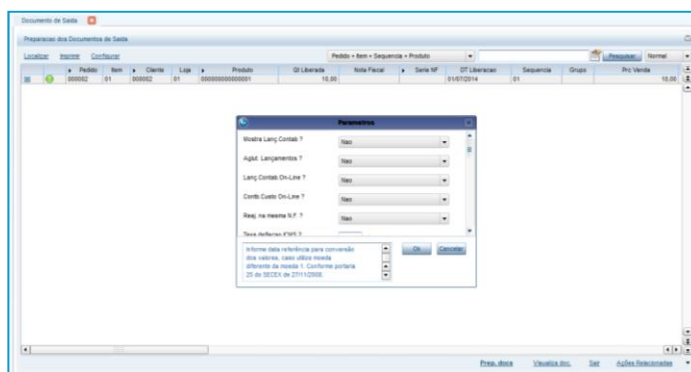 Documento de Saída
Preparacao dos Documentos de Saida
Localizar Imprimir Configurar Pedido + Item + Sequencia + Produto Pesquisar Normal
Pedido Item Cliente Loja Produto Qt Liberada Nota Fiscal Serie NF DT Liberacao Sequencia Grupo Prc Venda
000002 01 000002 01 000000000000001 10,00 01/07/2014 01 10,00
Parametros
Mostra Lanç.Contab ? Nao
Aglut. Lançamentos ? Nao
Lanç.Contab.On-Line ? Nao
Contb.Custo On-Line ? Nao
Reaj. na mesma N.F. ? Nao
Taxa deflacao ICMS ?
Informe data referência para conversão
dos valores, caso utilize moeda
diferente da moeda 1. Conforme portaria
25 do SECEX de 27/11/2008.
Ok Cancelar
Prep. docs Visualiza doc. Sair Ações Relacionadas